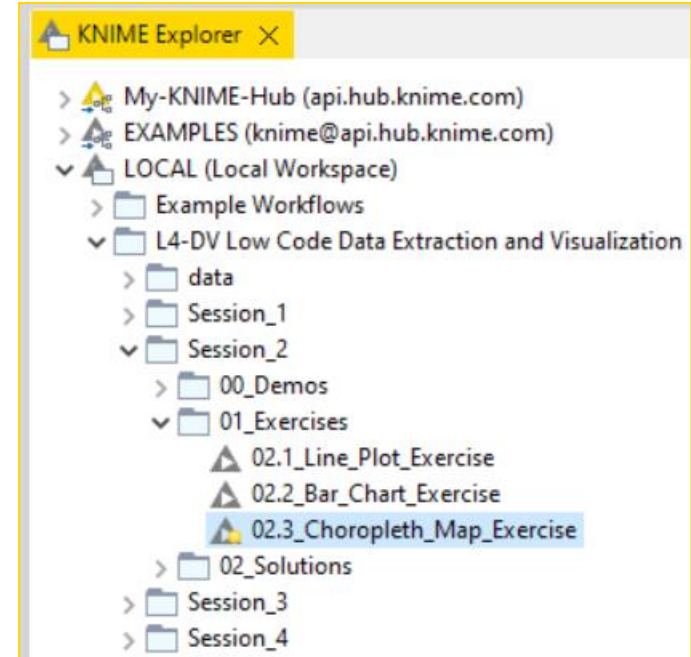 KNIME Explorer
My-KNIME-Hub (api.hub.knime.com)
EXAMPLES (knime@api.hub.knime.com)
LOCAL (Local Workspace)
Example Workflows
L4-DV Low Code Data Extraction and Visualization
data
Session_1
Session_2
00_Demos
01_Exercises
02.1_Line_Plot_Exercise
02.2_Bar_Chart_Exercise
02.3_Choropleth_Map_Exercise
02_Solutions
Session_3
Session_4